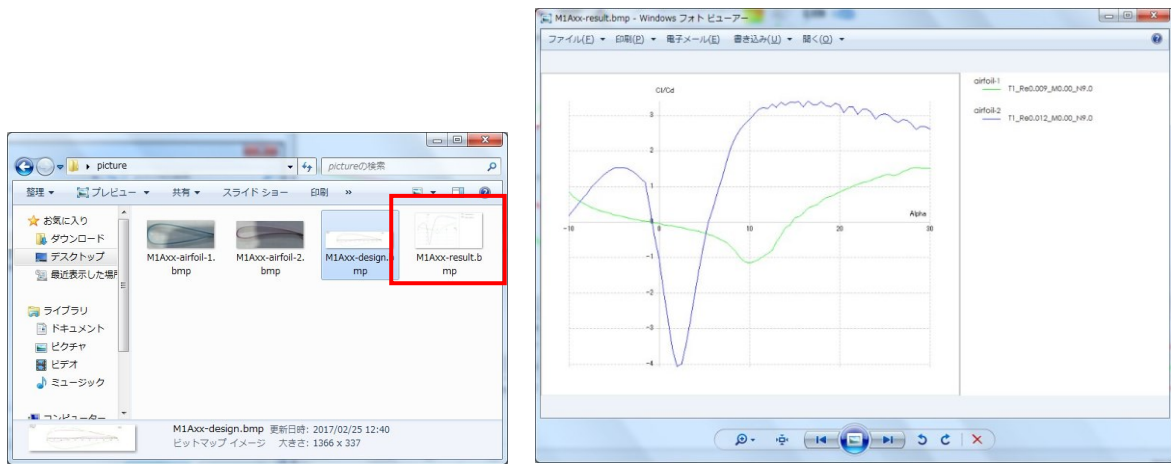 picture
pictureの検索
整理 プレビュー 共有 スライド ショー 印刷 »
お気に入り
ダウンロード
デスクトップ
最近表示した場所
ライブラリ
ドキュメント
ピクチャ
ビデオ
ミュージック
コンピューター
M1Axx-airfoil-1.
bmp
M1Axx-airfoil-2.
bmp
M1Axx-design.b
mp
M1Axx-result.b
mp
M1Axx-design.bmp 更新日時: 2017/02/25 12:40
ビットマップ イメージ 大きさ: 1366 x 337
M1Axx-result.bmp - Windows フォト ビューアー
ファイル(F) 印刷(P) 電子メール(E) 書き込み(U) 開く(O)
Cl/Cd
3
2
1
0
-1
-2
-3
-4
-10
0
10
20
30
Alpha
airfoil-1
T1_Re0.009_M0.00_N9.0
airfoil-2
T1_Re0.012_M0.00_N9.0